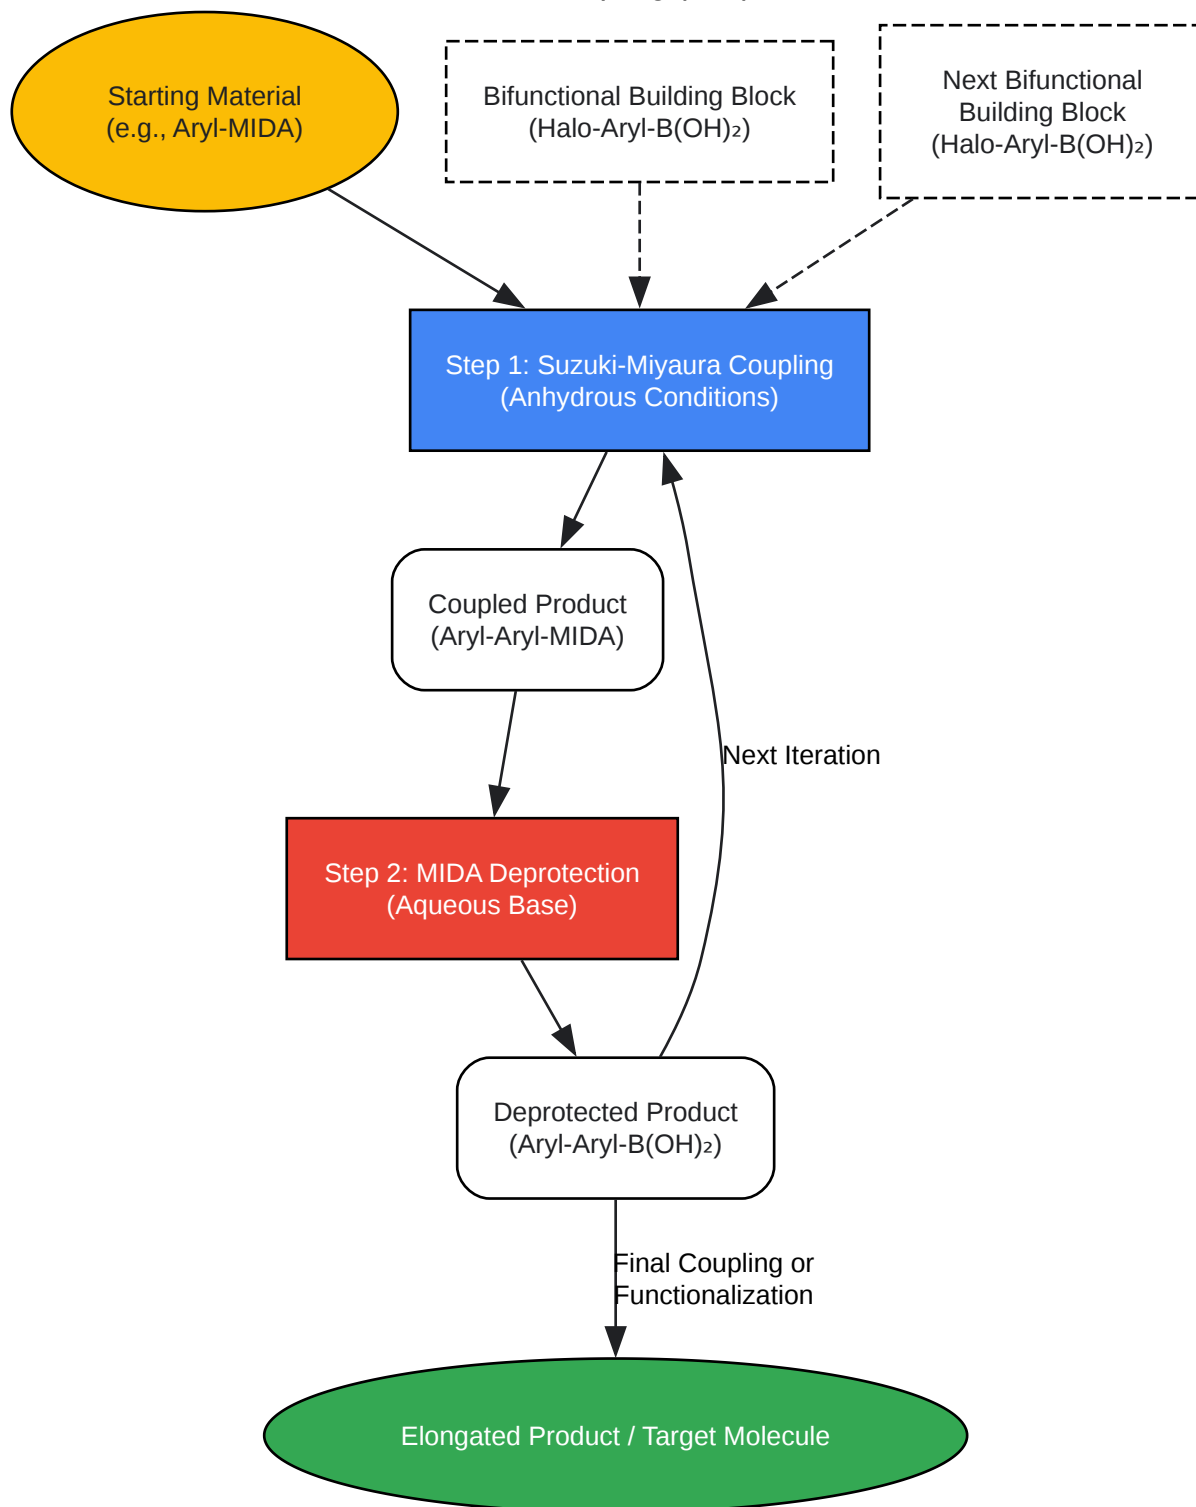 Starting Material
(e.g., Aryl-MIDA)
Bifunctional Building Block
(Halo-Aryl-B(OH)₂)
Next Bifunctional
Building Block
(Halo-Aryl-B(OH)₂)
Step 1: Suzuki-Miyaura Coupling
(Anhydrous Conditions)
Coupled Product
(Aryl-Aryl-MIDA)
Next Iteration
Step 2: MIDA Deprotection
(Aqueous Base)
Deprotected Product
(Aryl-Aryl-B(OH)₂)
Final Coupling or
Functionalization
Elongated Product / Target Molecule